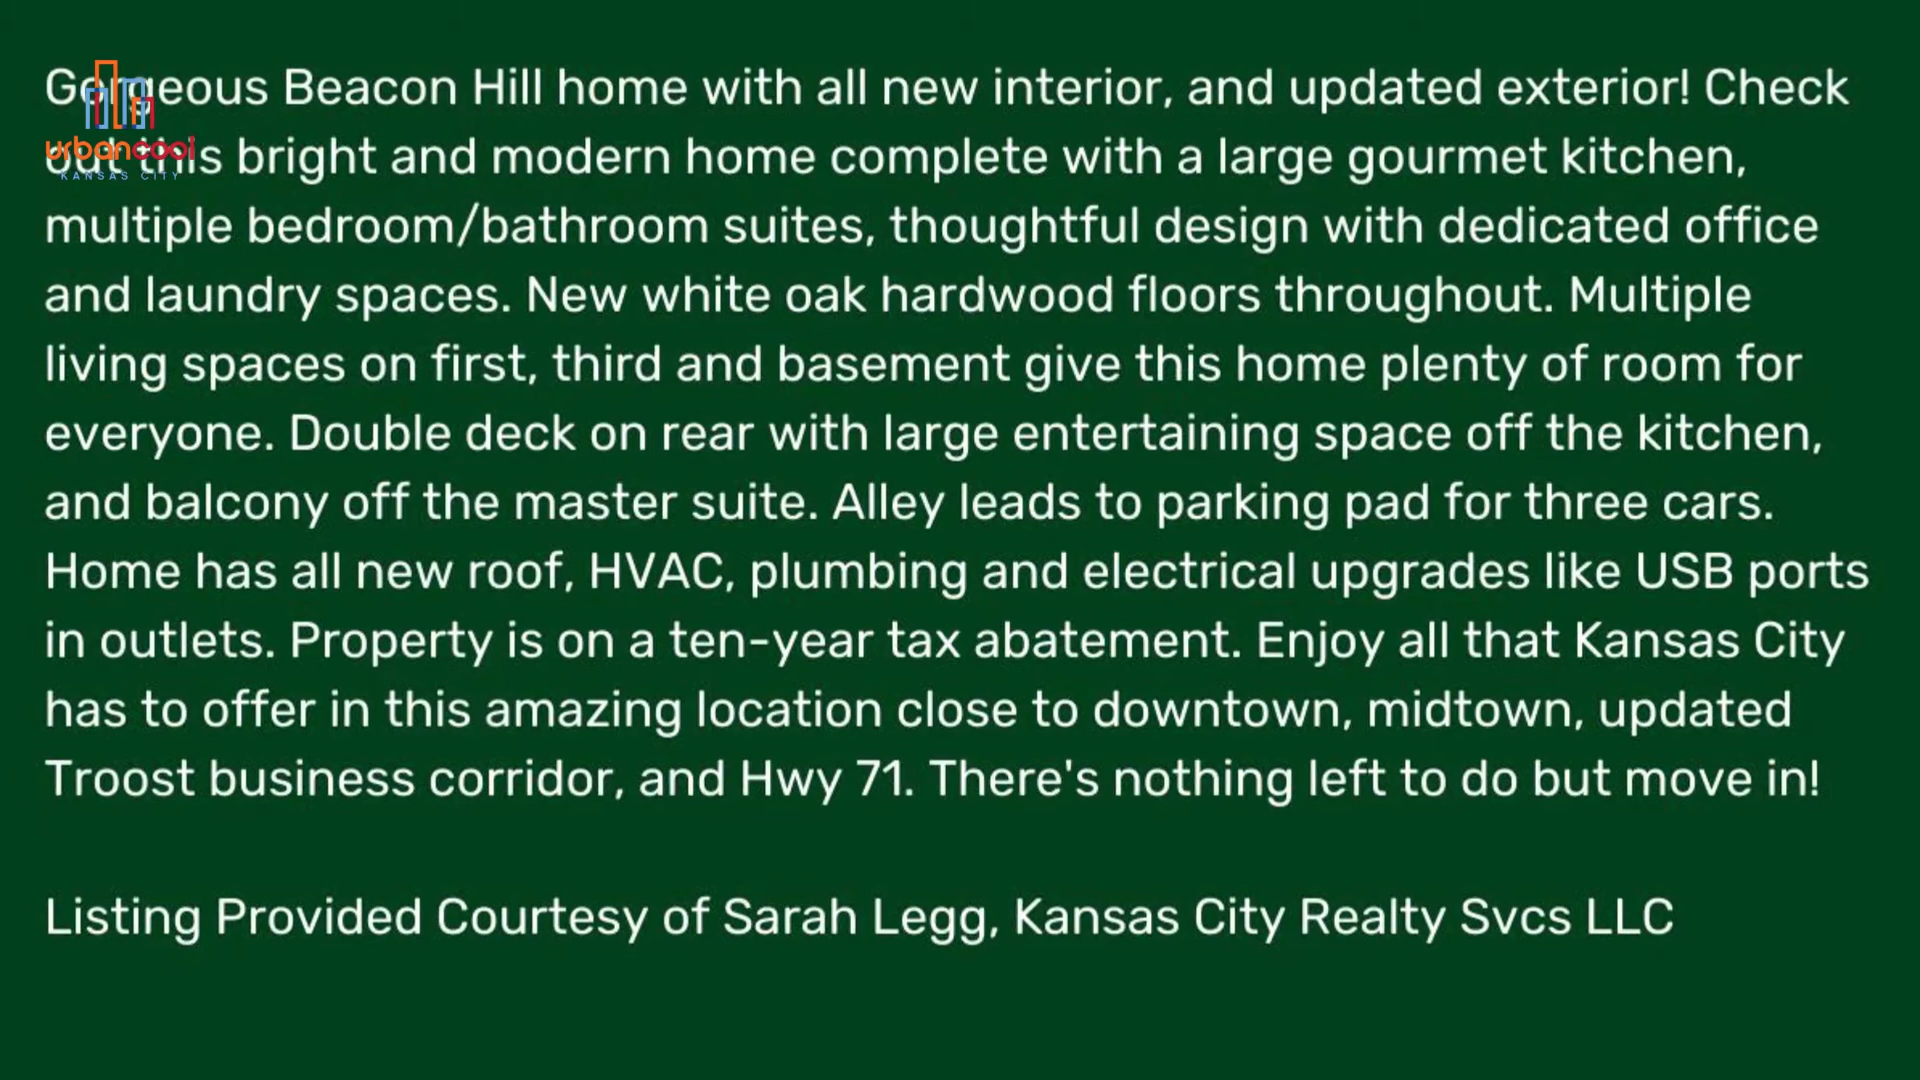 Gorgeous Beacon Hill home with all new interior, and updated exterior! Check
out this bright and modern home complete with a large gourmet kitchen,
multiple bedroom/bathroom suites, thoughtful design with dedicated office
and laundry spaces. New white oak hardwood floors throughout. Multiple
living spaces on first, third and basement give this home plenty of room for
everyone. Double deck on rear with large entertaining space off the kitchen,
and balcony off the master suite. Alley leads to parking pad for three cars.
Home has all new roof, HVAC, plumbing and electrical upgrades like USB ports
in outlets. Property is on a ten-year tax abatement. Enjoy all that Kansas City
has to offer in this amazing location close to downtown, midtown, updated
Troost business corridor, and Hwy 71. There's nothing left to do but move in!
Listing Provided Courtesy of Sarah Legg, Kansas City Realty Svcs LLC
urbancool
KANSAS CITY